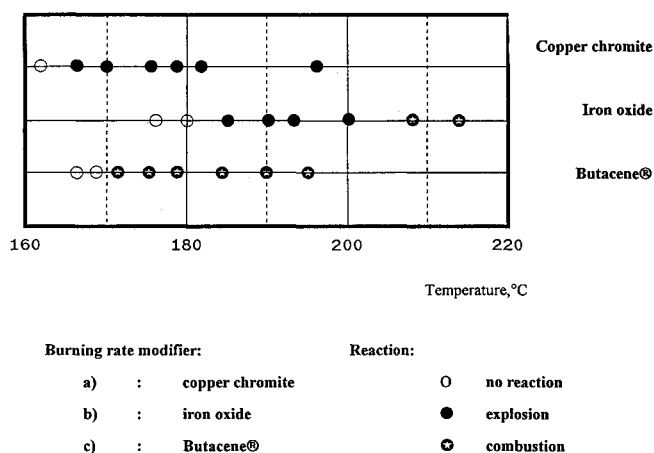 Copper chromite
Iron oxide
Butacene®
160 180 200 220
Temperature,°C
Burning rate modifier: Reaction:
a) : copper chromite no reaction
b) : iron oxide explosion
c) : Butacene® combustion